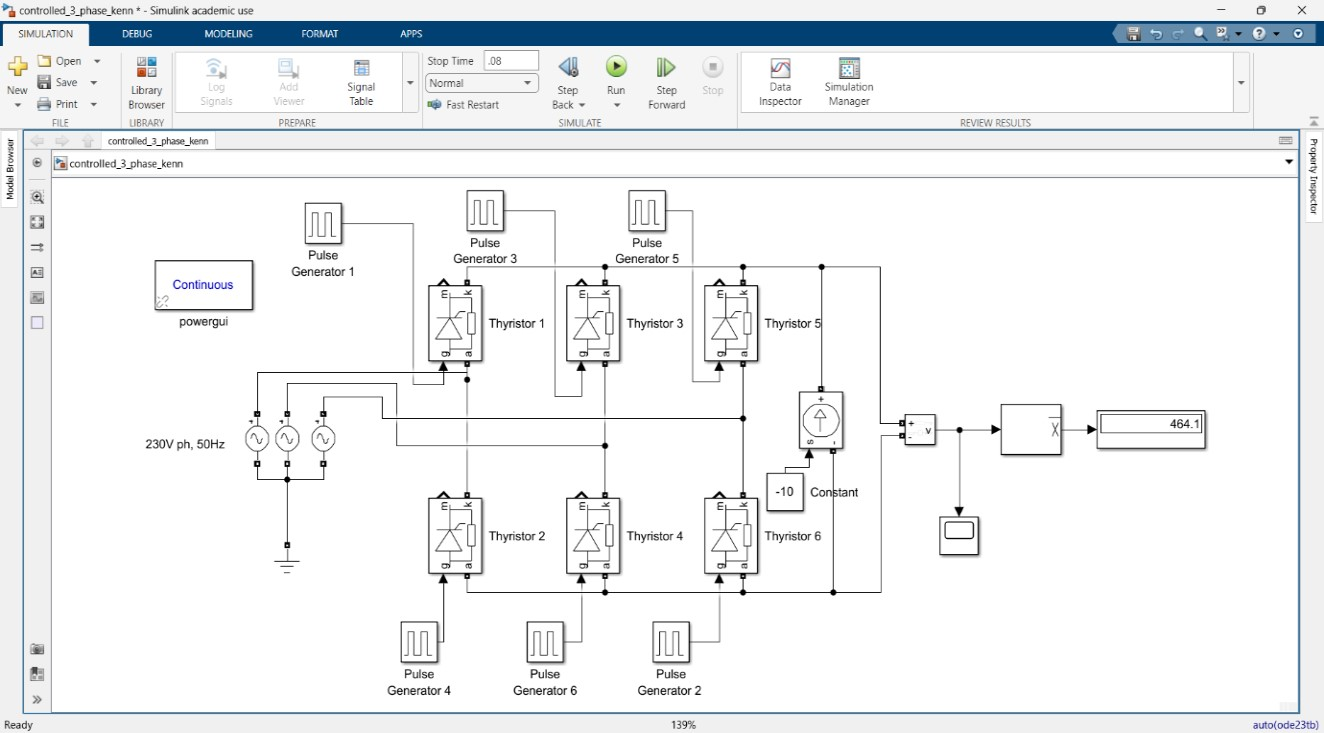 controlled_3_phase_kenn * - Simulink academic use
SIMULATION DEBUG MODELING FORMAT APPS
New
Open
Save
Print
FILE
Library
Browser
LIBRARY
Log
Signals
Add
Viewer
Signal
Table
PREPARE
Stop Time .08
Normal
Fast Restart
Step
Back
Run
Step
Forward
Stop
SIMULATE
Data
Inspector
Simulation
Manager
REVIEW RESULTS
Model Browser
Property Inspector
controlled_3_phase_kenn
controlled_3_phase_kenn
Pulse
Generator 1
Pulse
Generator 3
Pulse
Generator 5
Continuous
powergui
m k
g a
Thyristor 1
m k
g a
Thyristor 3
m k
g a
Thyristor 5
230V ph, 50Hz
+
s -
-10
Constant
+
-
v
X
464.1
m k
g a
Thyristor 2
m k
g a
Thyristor 4
m k
g a
Thyristor 6
Pulse
Generator 4
Pulse
Generator 6
Pulse
Generator 2
Ready
139%
auto(ode23tb)